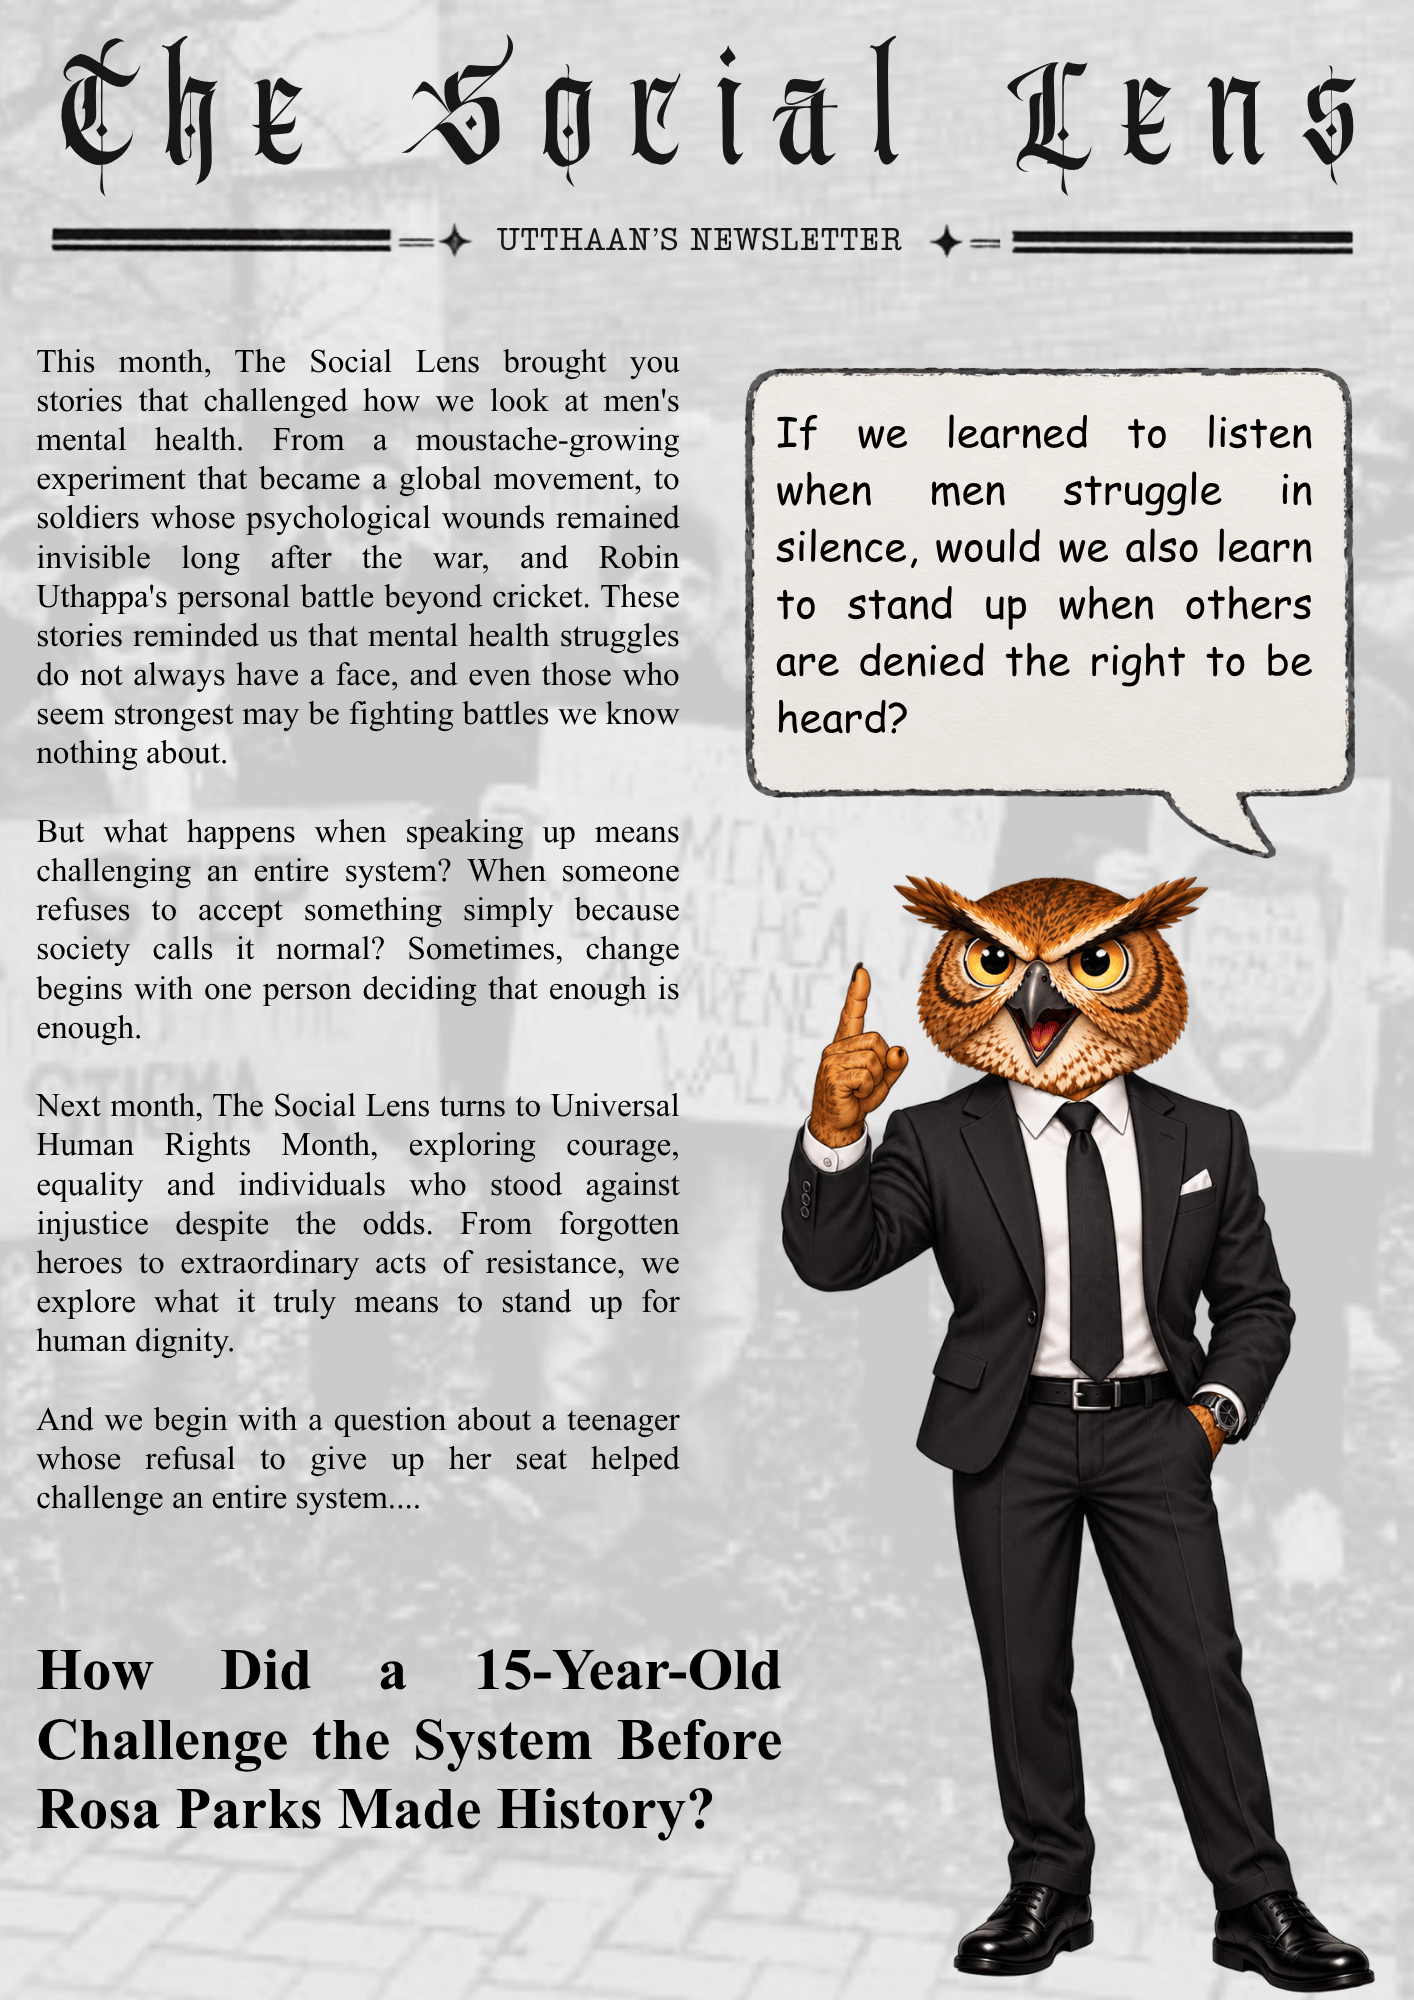 The Social Lens
UTTHAAN'S NEWSLETTER
This month, The Social Lens brought you
stories that challenged how we look at men's
mental health. From a moustache-growing
experiment that became a global movement, to
soldiers whose psychological wounds remained
invisible long after the war, and Robin
Uthappa's personal battle beyond cricket. These
stories reminded us that mental health struggles
do not always have a face, and even those who
seem strongest may be fighting battles we know
nothing about.
But what happens when speaking up means
challenging an entire system? When someone
refuses to accept something simply because
society calls it normal? Sometimes, change
begins with one person deciding that enough is
enough.
Next month, The Social Lens turns to Universal
Human Rights Month, exploring courage,
equality and individuals who stood against
injustice despite the odds. From forgotten
heroes to extraordinary acts of resistance, we
explore what it truly means to stand up for
human dignity.
And we begin with a question about a teenager
whose refusal to give up her seat helped
challenge an entire system....
How Did a 15-Year-Old
Challenge the System Before
Rosa Parks Made History?
If we learned to listen
when men struggle in
silence, would we also learn
to stand up when others
are denied the right to be
heard?
MEN'S
WALK